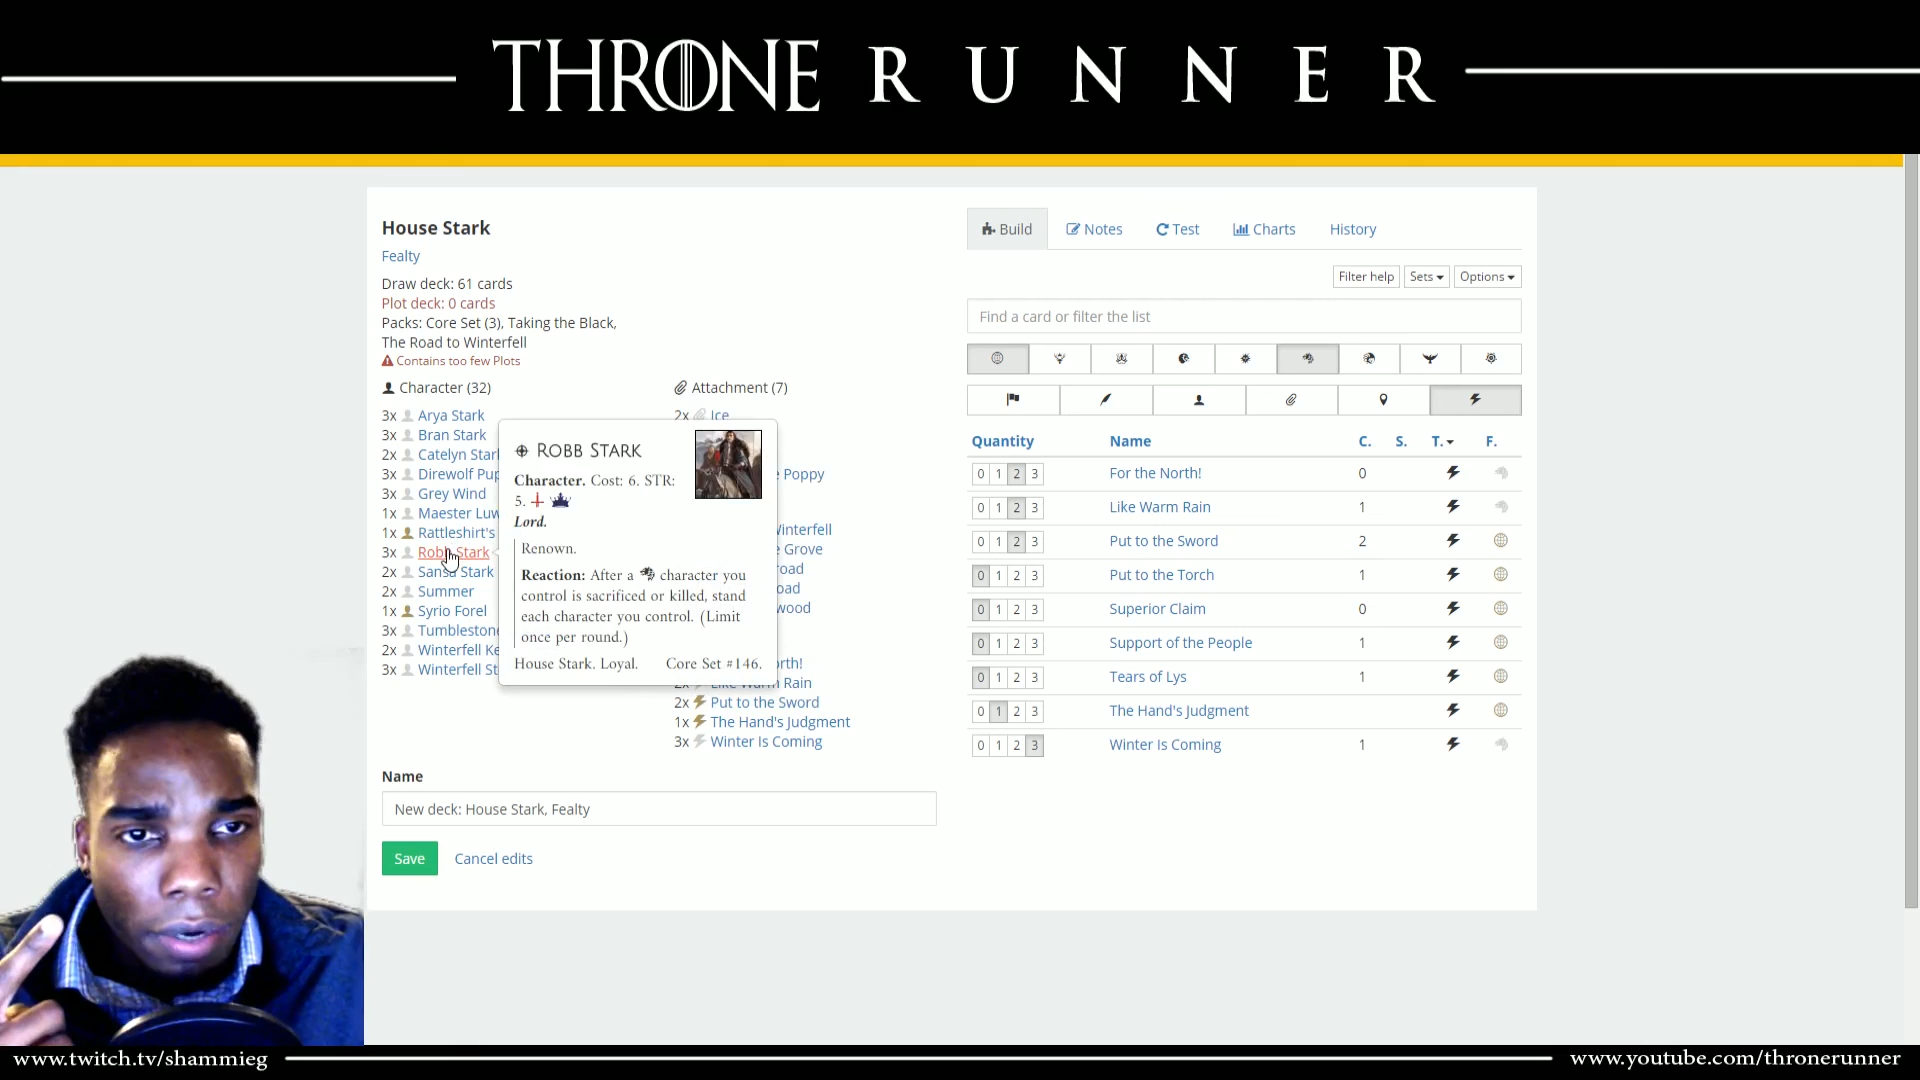 THRONE RUNNER
House Stark
Fealty
Draw deck: 61 cards
Plot deck: 0 cards
Packs: Core Set (3), Taking the Black,
The Road to Winterfell
Contains too few Plots
Character (32)
3x Arya Stark
3x Bran Stark
2x Catelyn Star
3x Direwolf Pup
3x Grey Wind
1x Maester Luw
1x Rattleshirt's
3x Robb Stark
2x Sansa Stark
2x Summer
1x Syrio Forel
3x Tumblestone
2x Winterfell Ke
3x Winterfell St
Attachment (7)
2x Ice
e Poppy
Winterfell
e Grove
road
oad
wood
orth!
2x Like Warm Rain
2x Put to the Sword
1x The Hand's Judgment
3x Winter Is Coming
ROBB STARK
Character. Cost: 6. STR:
5.
Lord.
Renown.
Reaction: After a character you
control is sacrificed or killed, stand
each character you control. (Limit
once per round.)
House Stark. Loyal. Core Set #146.
Name
New deck: House Stark, Fealty
Save Cancel edits
Build Notes Test Charts History
Filter help Sets Options
Find a card or filter the list
Quantity Name C. S. T. F.
0 1 2 3 For the North! 0
0 1 2 3 Like Warm Rain 1
0 1 2 3 Put to the Sword 2
0 1 2 3 Put to the Torch 1
0 1 2 3 Superior Claim 0
0 1 2 3 Support of the People 1
0 1 2 3 Tears of Lys 1
0 1 2 3 The Hand's Judgment
0 1 2 3 Winter Is Coming 1
www.twitch.tv/shammieg
www.youtube.com/thronerunner